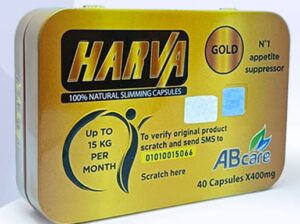 HARVA
100% NATURAL SLIMMING CAPSULES
GOLD
N°1
appetite
suppressor
Up TO
15 KG
PER
MONTH
To verify original product
scratch and send SMS to
01010015066
Scratch here
ABcare
40 Capsules X400mg